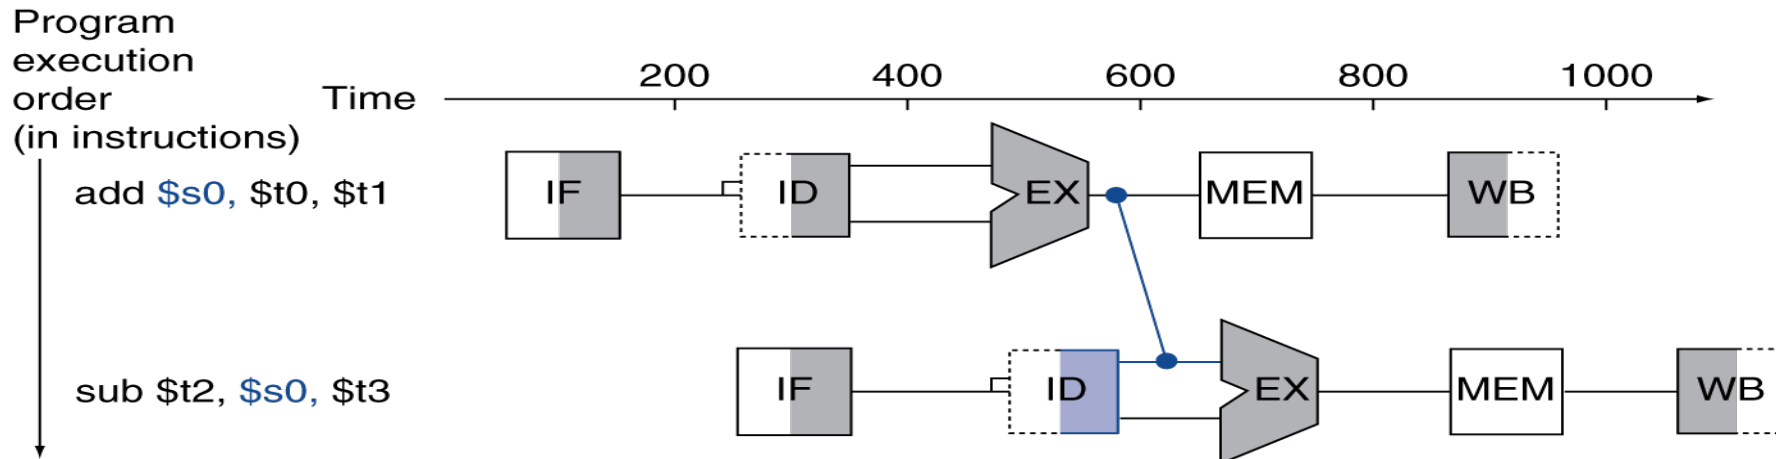 Program
execution
order
(in instructions)
Time
200 400 600 800 1000
add $s0, $t0, $t1
IF ID EX MEM WB
sub $t2, $s0, $t3
IF ID EX MEM WB